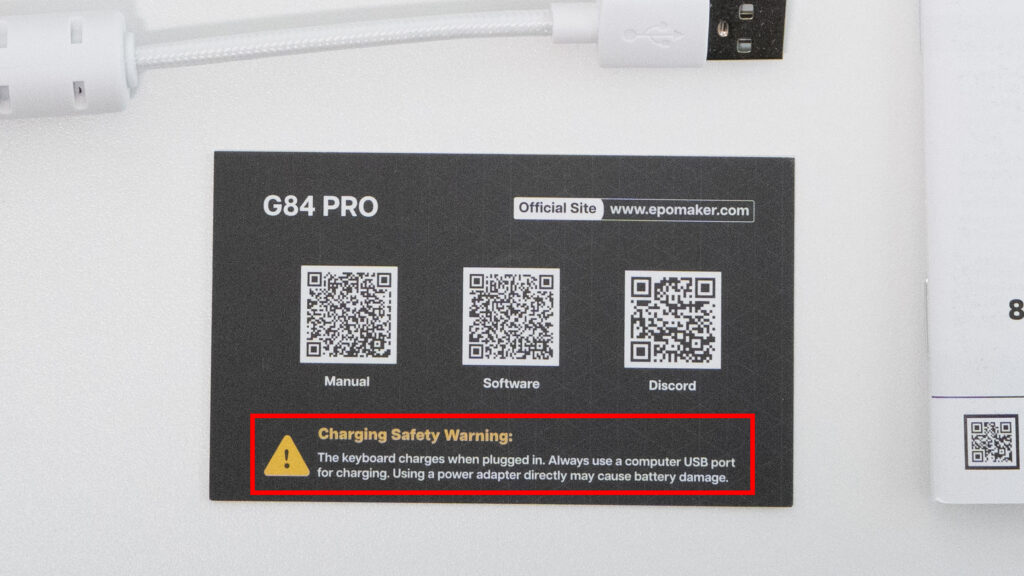 G84 PRO
Official Site www.epomaker.com
Manual
Software
Discord
Charging Safety Warning:
The keyboard charges when plugged in. Always use a computer USB port
for charging. Using a power adapter directly may cause battery damage.
8